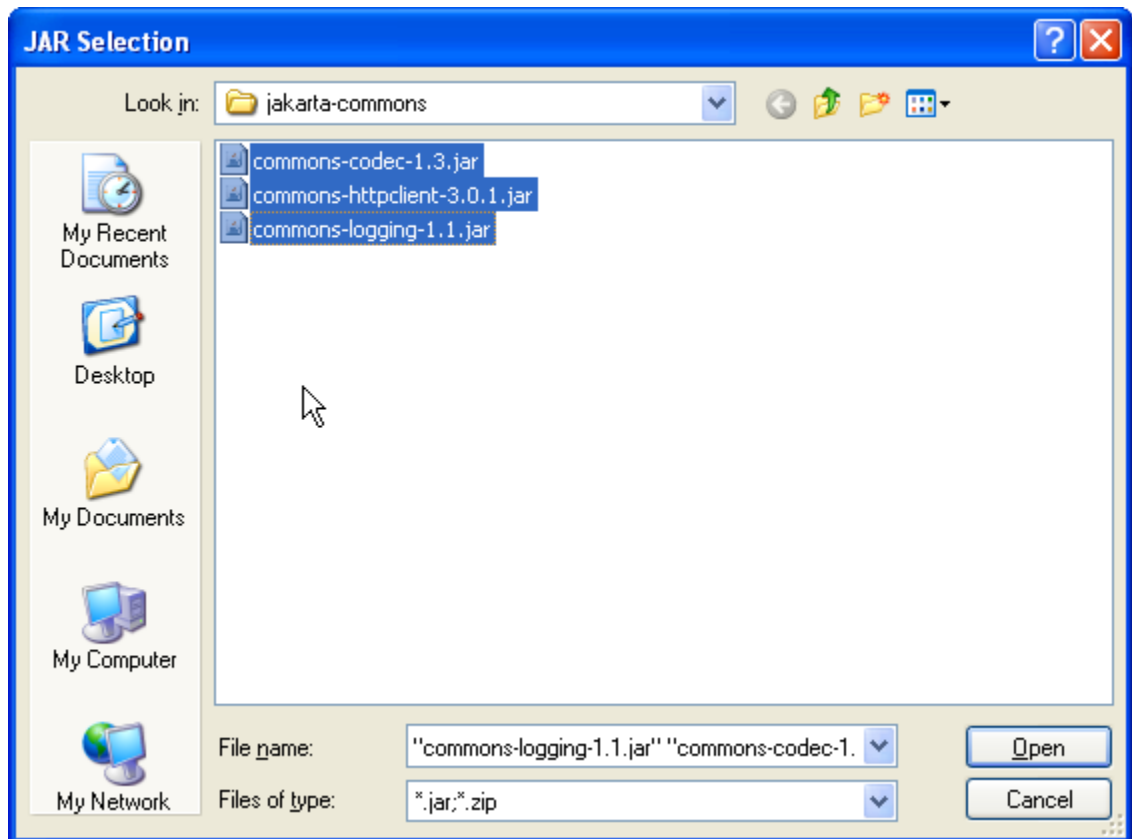 JAR Selection
Look in: jakarta-commons
commons-codec-1.3.jar
commons-httpclient-3.0.1.jar
commons-logging-1.1.jar
My Recent
Documents
Desktop
My Documents
My Computer
My Network
File name: "commons-logging-1.1.jar" "commons-codec-1. Open
Files of type: *.jar;*.zip Cancel